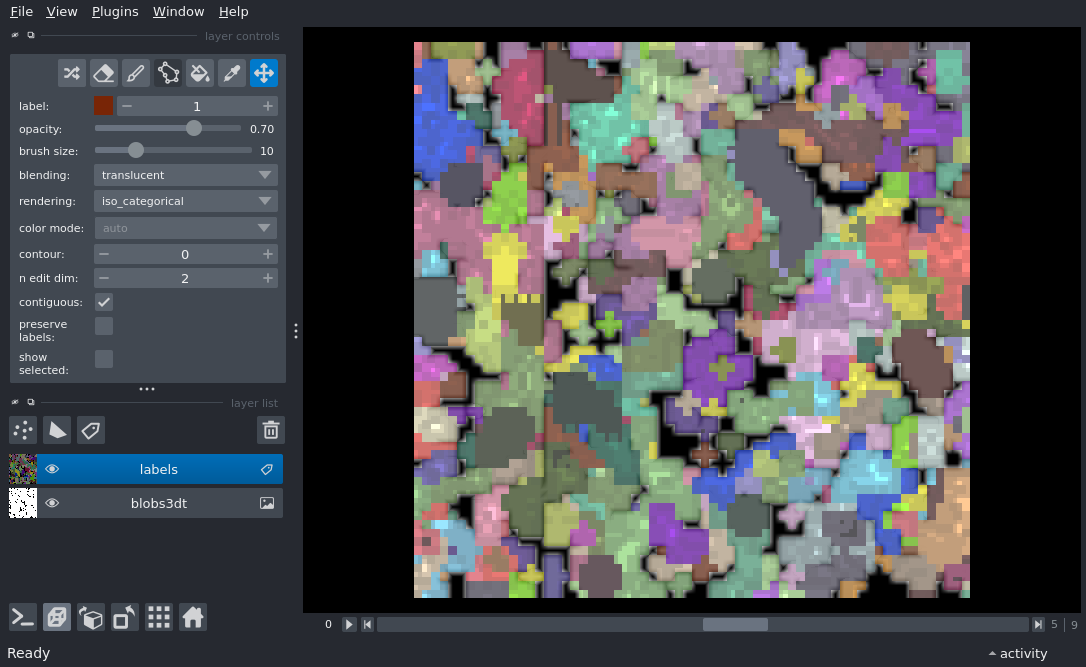 File View Plugins Window Help
layer controls
label: 1
opacity: 0.70
brush size: 10
blending: translucent
rendering: iso_categorical
color mode: auto
contour: 0
n edit dim: 2
contiguous:
preserve
labels:
show
selected:
layer list
labels
blobs3dt
0 5 9
Ready activity